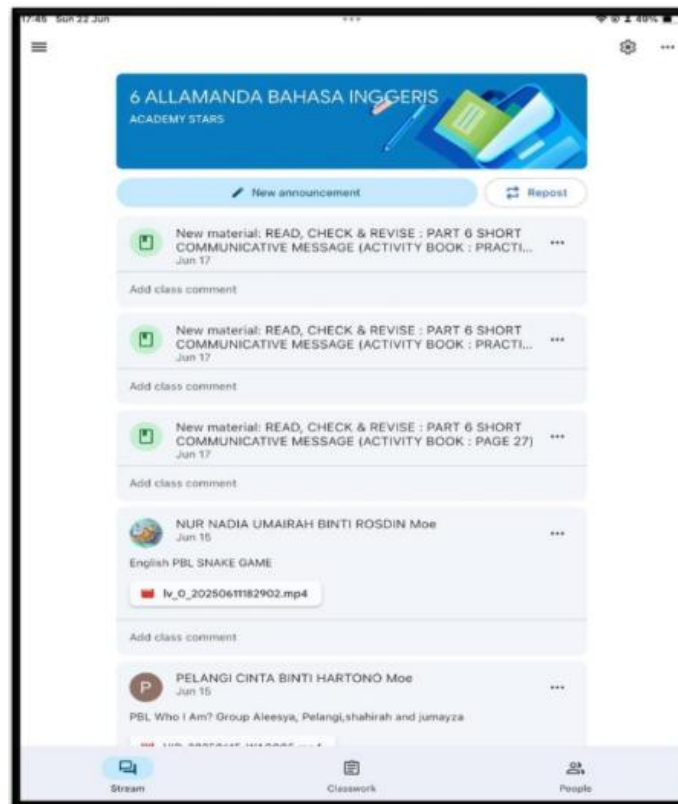 17:45 Sun 22 Jun
49%
6 ALLAMANDA BAHASA INGGERIS
ACADEMY STARS
New announcement
Repost
New material: READ, CHECK & REVISE : PART 6 SHORT
COMMUNICATIVE MESSAGE (ACTIVITY BOOK : PRACTI...
Jun 17
Add class comment
New material: READ, CHECK & REVISE : PART 6 SHORT
COMMUNICATIVE MESSAGE (ACTIVITY BOOK : PRACTI...
Jun 17
Add class comment
New material: READ, CHECK & REVISE : PART 6 SHORT
COMMUNICATIVE MESSAGE (ACTIVITY BOOK : PAGE 27)
Jun 17
Add class comment
NUR NADIA UMAIRAH BINTI ROSDIN Moe
Jun 15
English PBL SNAKE GAME
lv_0_20250611182902.mp4
Add class comment
P
PELANGI CINTA BINTI HARTONO Moe
Jun 15
PBL Who I Am? Group Aleesya, Pelangi,shahirah and jumayza
Stream
Classwork
People